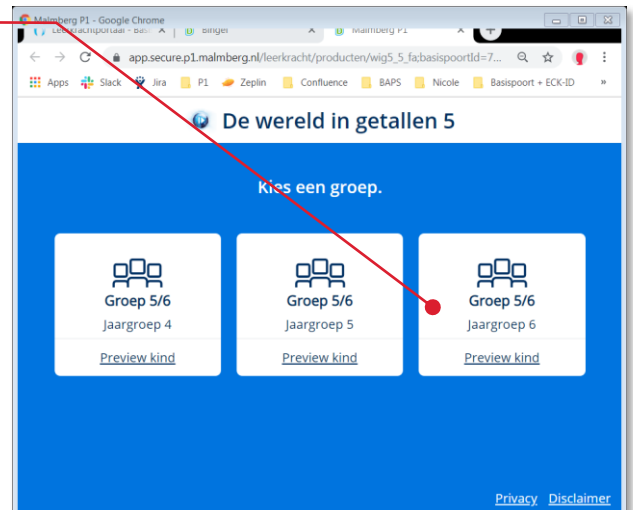 Malmberg P1 - Google Chrome
Leerkrachtportaal - Basi
Bingel
Malmberg P1
app.secure.p1.malmberg.nl/leerkracht/producten/wig5_5_fa;basispoortId=7...
Apps Slack Jira P1 Zeplin Confluence BAPS Nicole Basispoort + ECK-ID »
De wereld in getallen 5
Kies een groep.
Groep 5/6 Groep 5/6 Groep 5/6
Jaargroep 4 Jaargroep 5 Jaargroep 6
Preview kind Preview kind Preview kind
Privacy Disclaimer